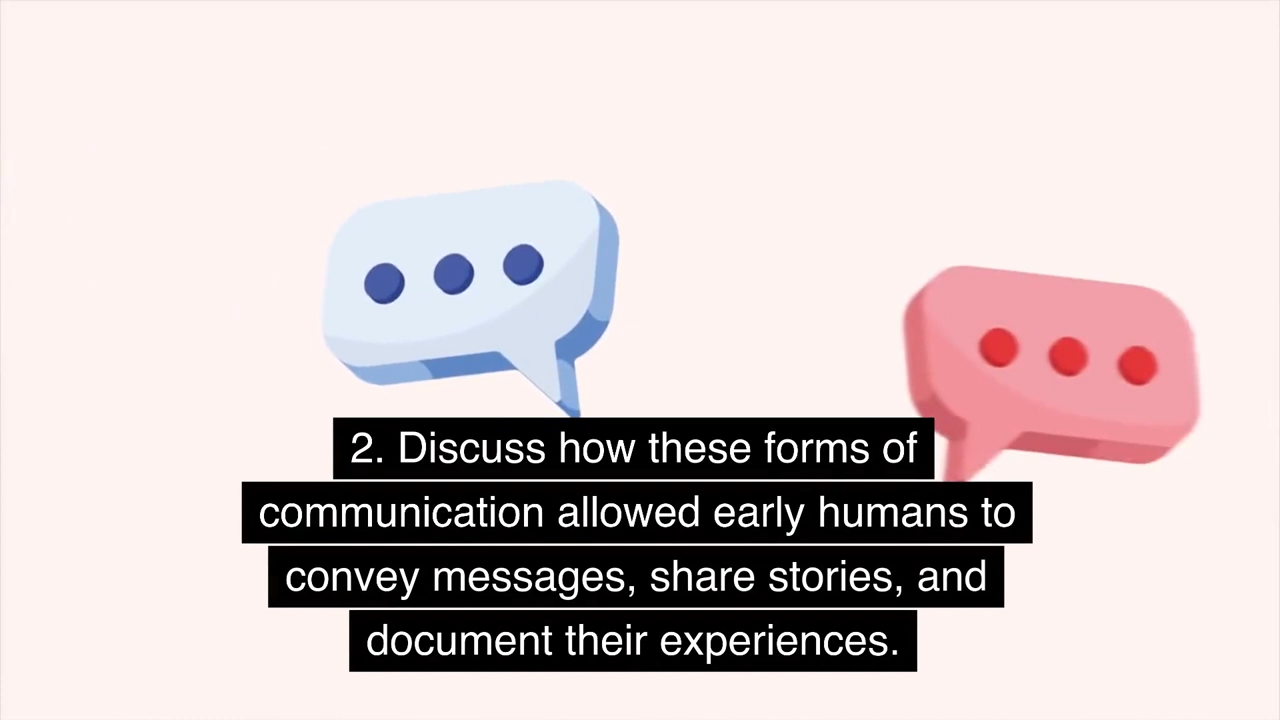 2. Discuss how these forms of
communication allowed early humans to
convey messages, share stories, and
document their experiences.